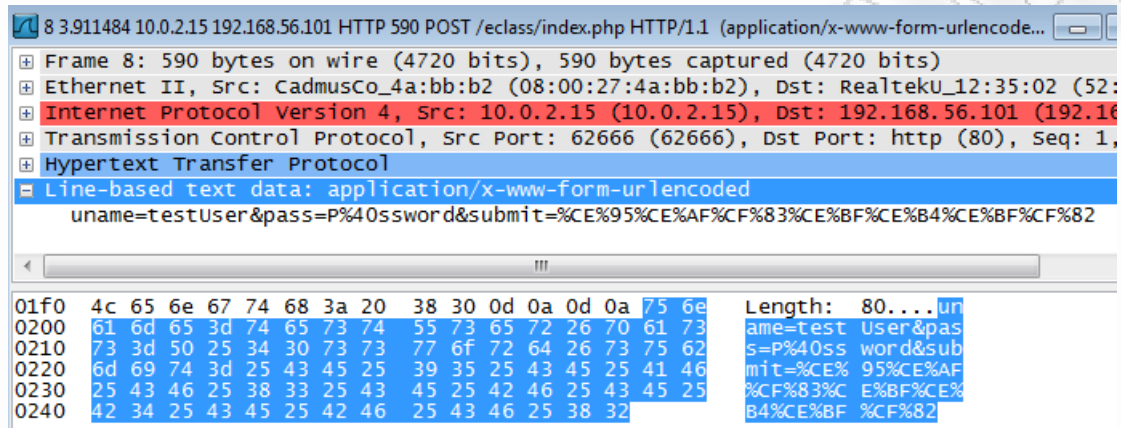 8 3.911484 10.0.2.15 192.168.56.101 HTTP 590 POST /eclass/index.php HTTP/1.1 (application/x-www-form-urlencode...
Frame 8: 590 bytes on wire (4720 bits), 590 bytes captured (4720 bits)
Ethernet II, Src: CadmusCo_4a:bb:b2 (08:00:27:4a:bb:b2), Dst: RealtekU_12:35:02 (52:
Internet Protocol Version 4, Src: 10.0.2.15 (10.0.2.15), Dst: 192.168.56.101 (192.16
Transmission Control Protocol, Src Port: 62666 (62666), Dst Port: http (80), Seq: 1,
Hypertext Transfer Protocol
Line-based text data: application/x-www-form-urlencoded
uname=testUser&pass=P%40ssword&submit=%CE%95%CE%AF%CF%83%CE%BF%CE%B4%CE%BF%CF%82
01f0 4c 65 6e 67 74 68 3a 20 38 30 0d 0a 0d 0a 75 6e Length: 80....un
0200 61 6d 65 3d 74 65 73 74 55 73 65 72 26 70 61 73 ame=test User&pas
0210 73 3d 50 25 34 30 73 73 77 6f 72 64 26 73 75 62 s=P%40ss word&sub
0220 6d 69 74 3d 25 43 45 25 39 35 25 43 45 25 41 46 mit=%CE% 95%CE%AF
0230 25 43 46 25 38 33 25 43 45 25 42 46 25 43 45 25 %CF%83%C E%BF%CE%
0240 42 34 25 43 45 25 42 46 25 43 46 25 38 32 B4%CE%BF %CF%82